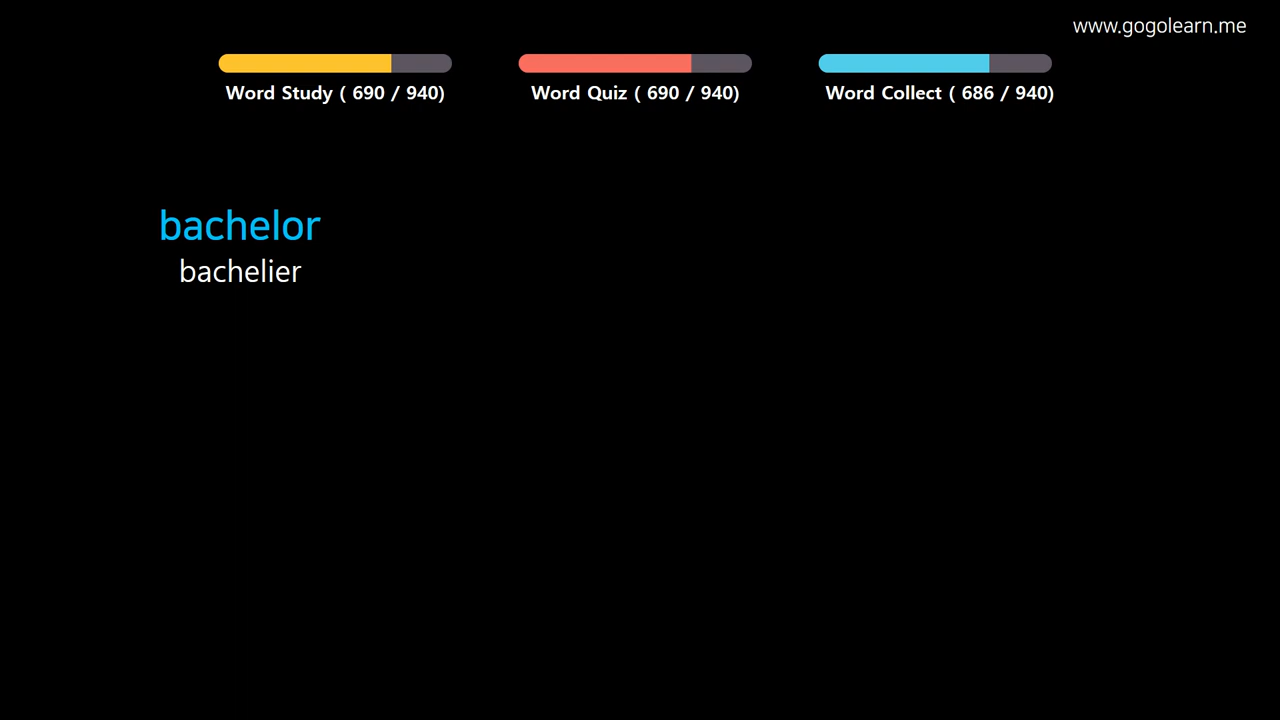 www.gogolearn.me
Word Study ( 690 / 940)
Word Quiz ( 690 / 940)
Word Collect ( 686 / 940)
bachelor
bachelier